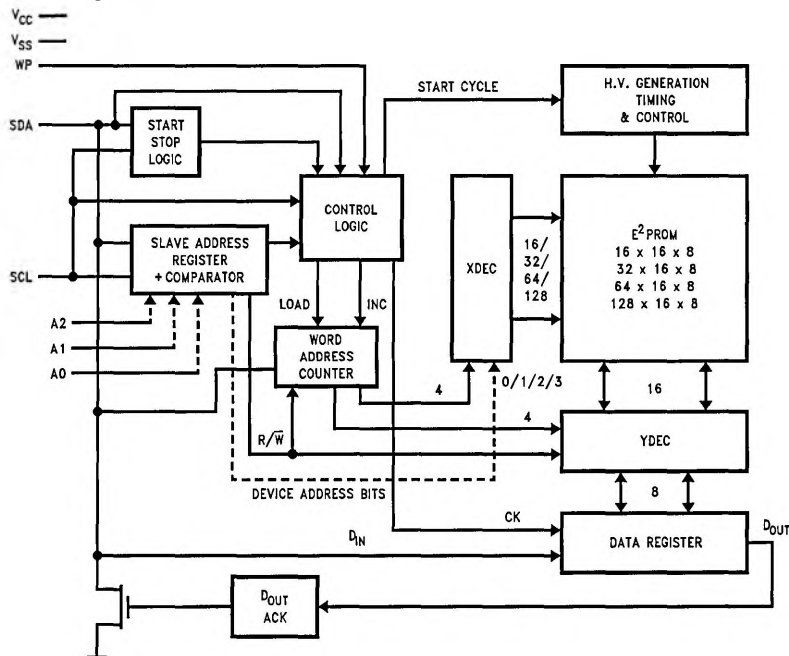 VCC
VSS
WP
SDA
SCL
A2
A1
A0
START
STOP
LOGIC
SLAVE ADDRESS
REGISTER
+ COMPARATOR
CONTROL
LOGIC
START CYCLE
H.V. GENERATION
TIMING
& CONTROL
LOAD
INC
WORD
ADDRESS
COUNTER
XDEC
16/
32/
64/
128
E²PROM
16 x 16 x 8
32 x 16 x 8
64 x 16 x 8
128 x 16 x 8
0/1/2/3
4
4
16
R/W̅
YDEC
DEVICE ADDRESS BITS
8
CK
DIN
DATA REGISTER
DOUT
DOUT
ACK